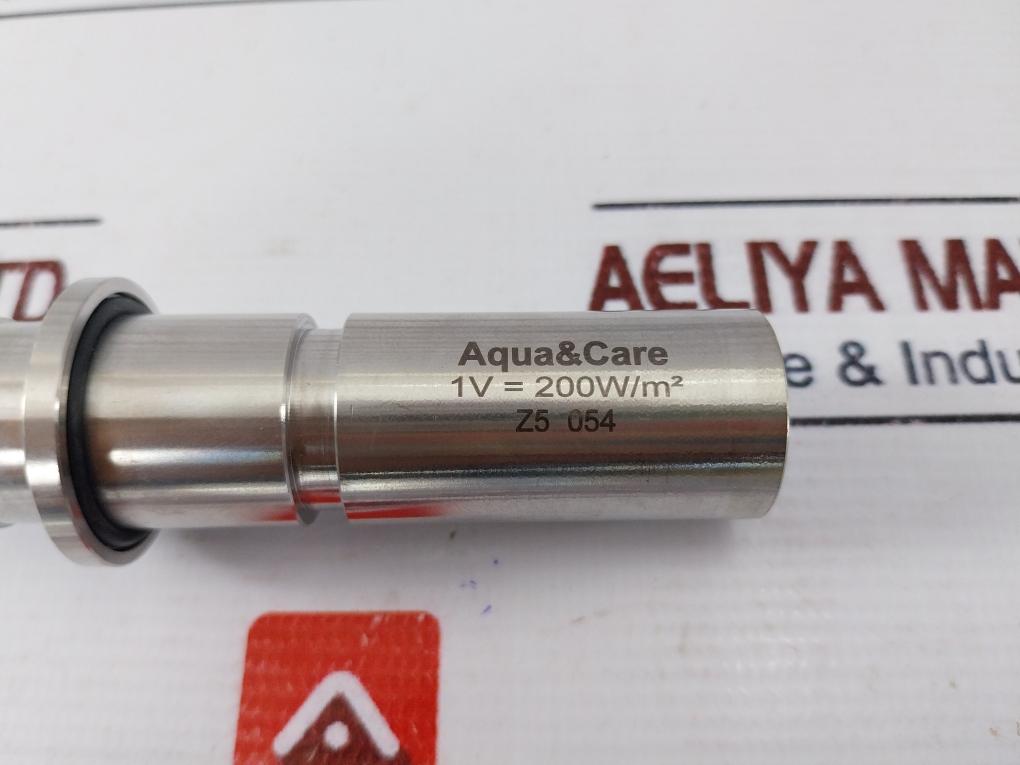 TD
AELIYA MA
e & Indu
Aqua&Care
1V = 200W/m²
Z5 054